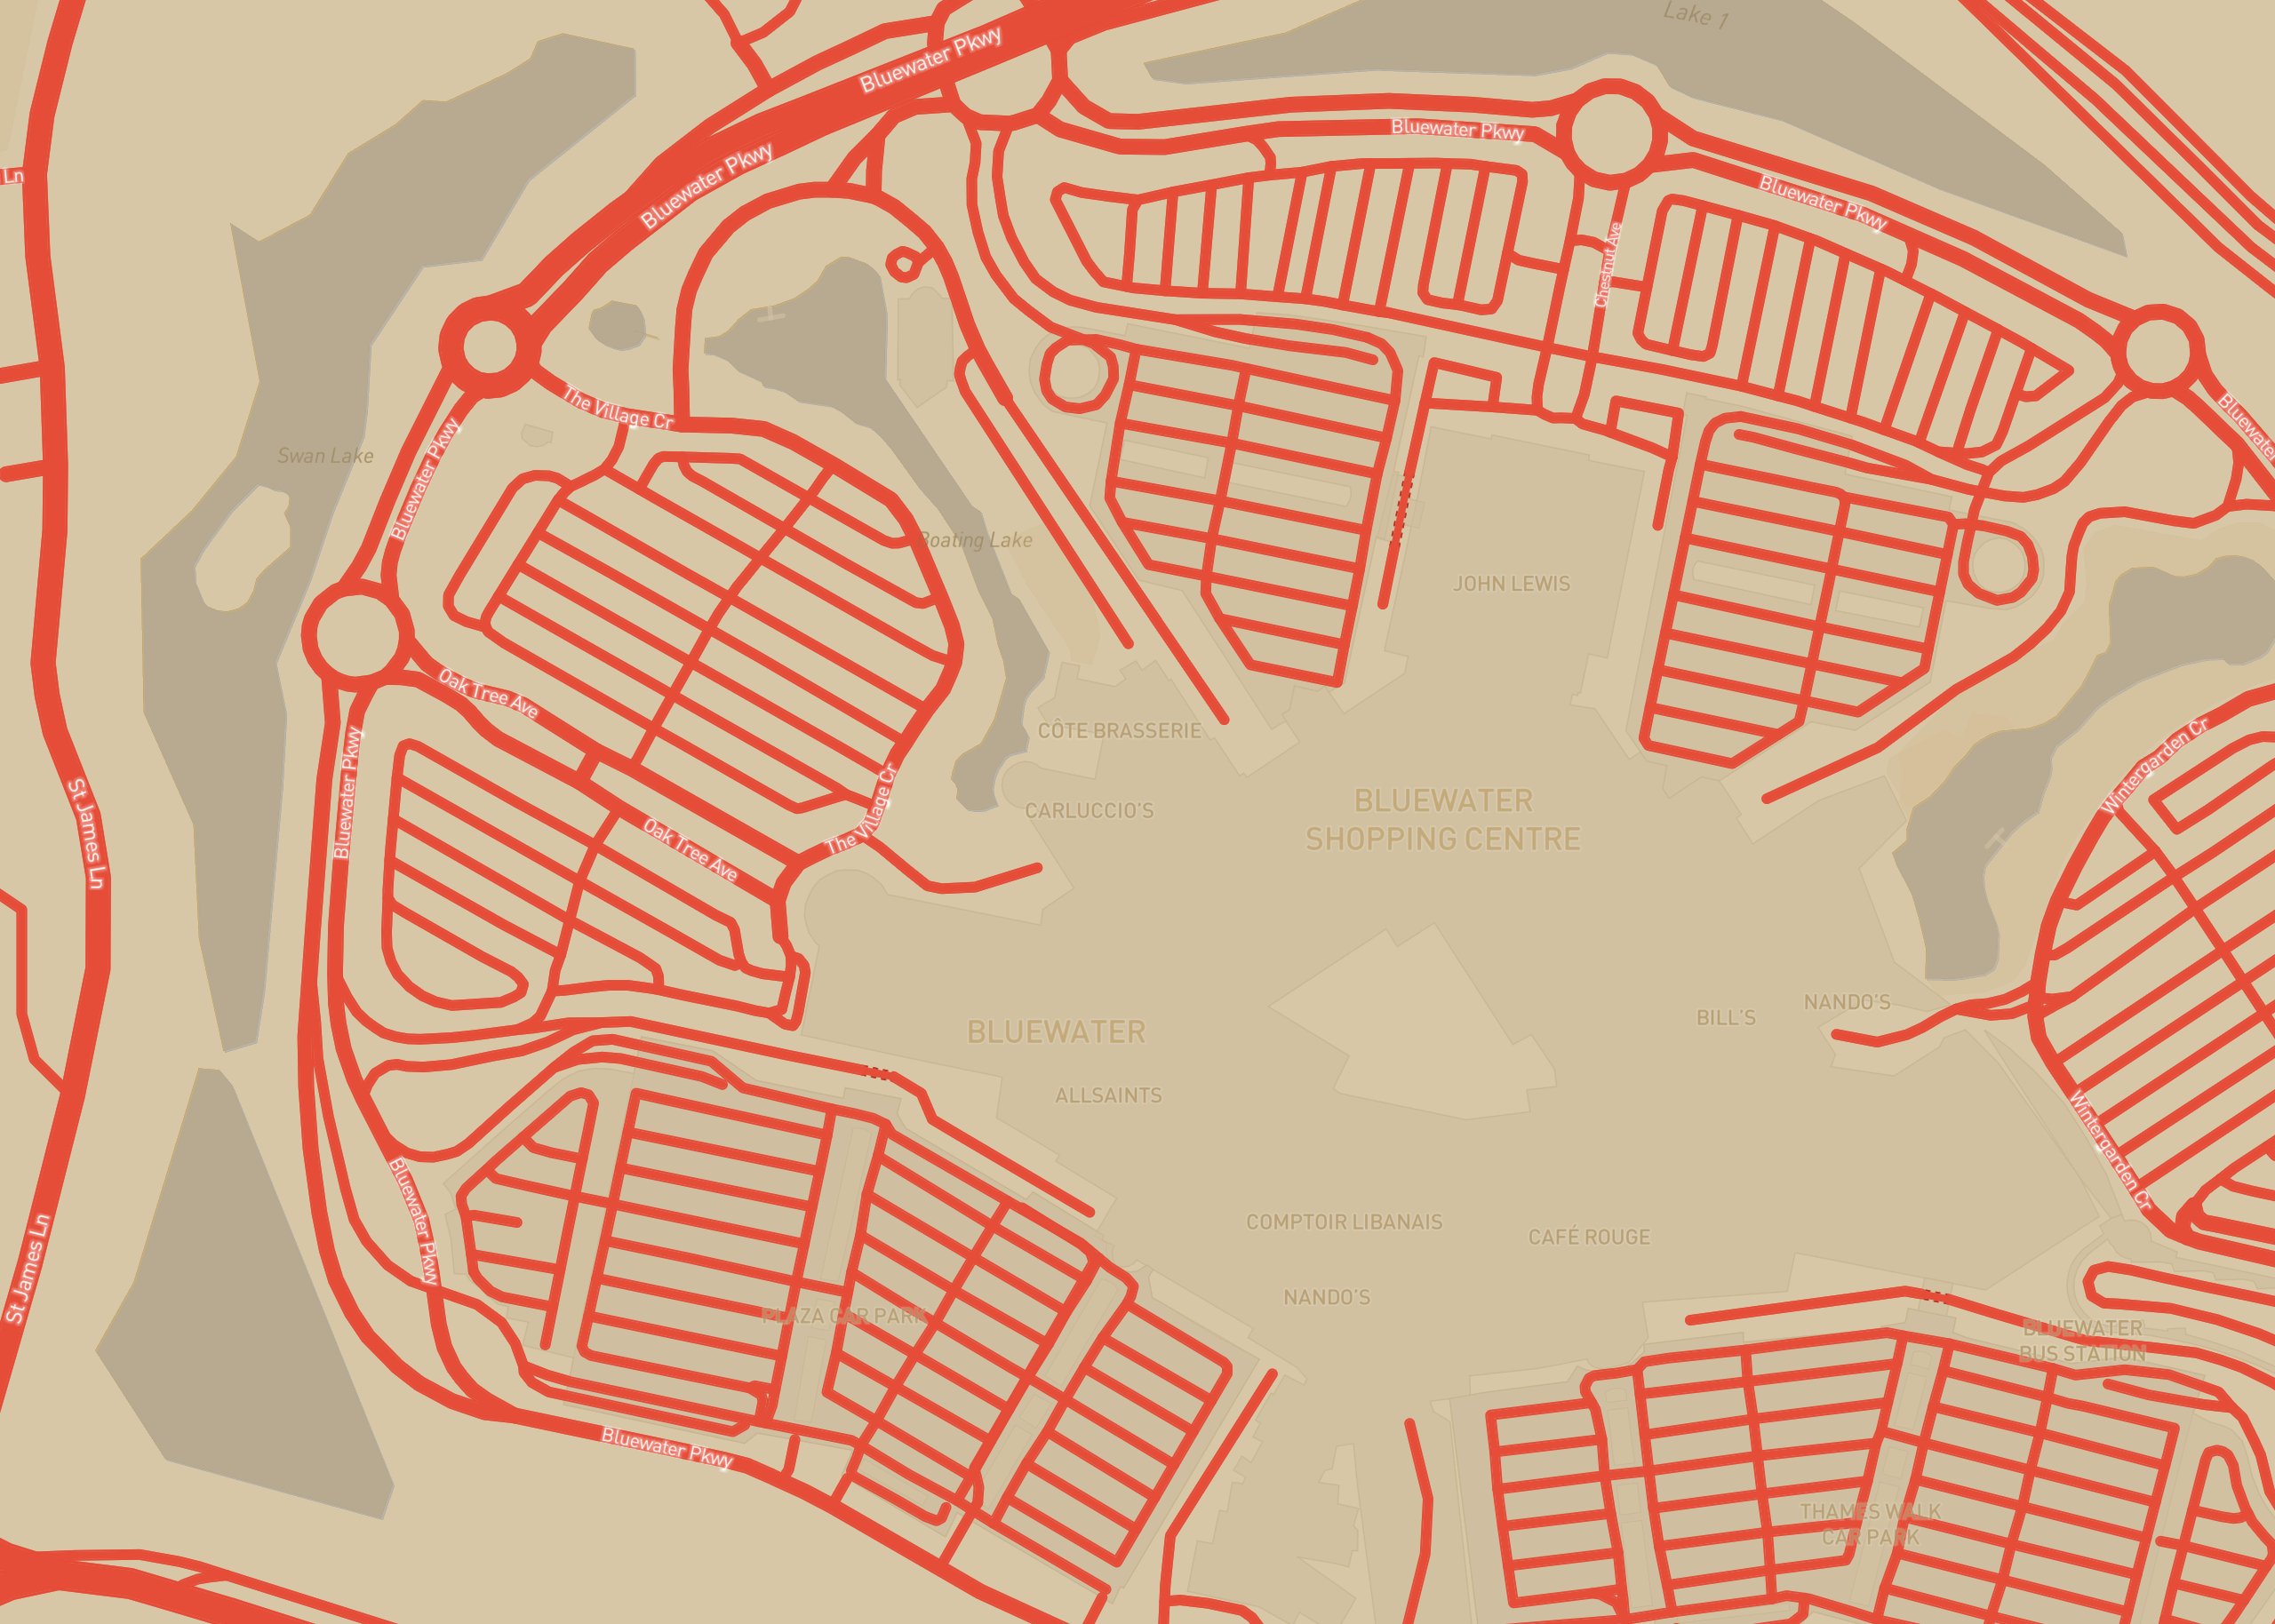 Lake 1
Bluewater Pkwy
Bluewater Pkwy
Bluewater Pkwy
Ln
Bluewater Pkwy
Chestnut Ave
The Village Cr
Bluewater
Swan Lake
Bluewater Pkwy
Boating Lake
JOHN LEWIS
Oak Tree Ave
CÔTE BRASSERIE
Wintergarden Cr
Bluewater Pkwy
St James Ln
CARLUCCIO'S
BLUEWATER
SHOPPING CENTRE
The Village Cr
Oak Tree Ave
NANDO'S
BILL'S
BLUEWATER
ALLSAINTS
Wintergarden Cr
Bluewater Pkwy
COMPTOIR LIBANAIS
CAFÉ ROUGE
St James Ln
NANDO'S
PLAZA CAR PARK
BLUEWATER
BUS STATION
Bluewater Pkwy
THAMES WALK
CAR PARK